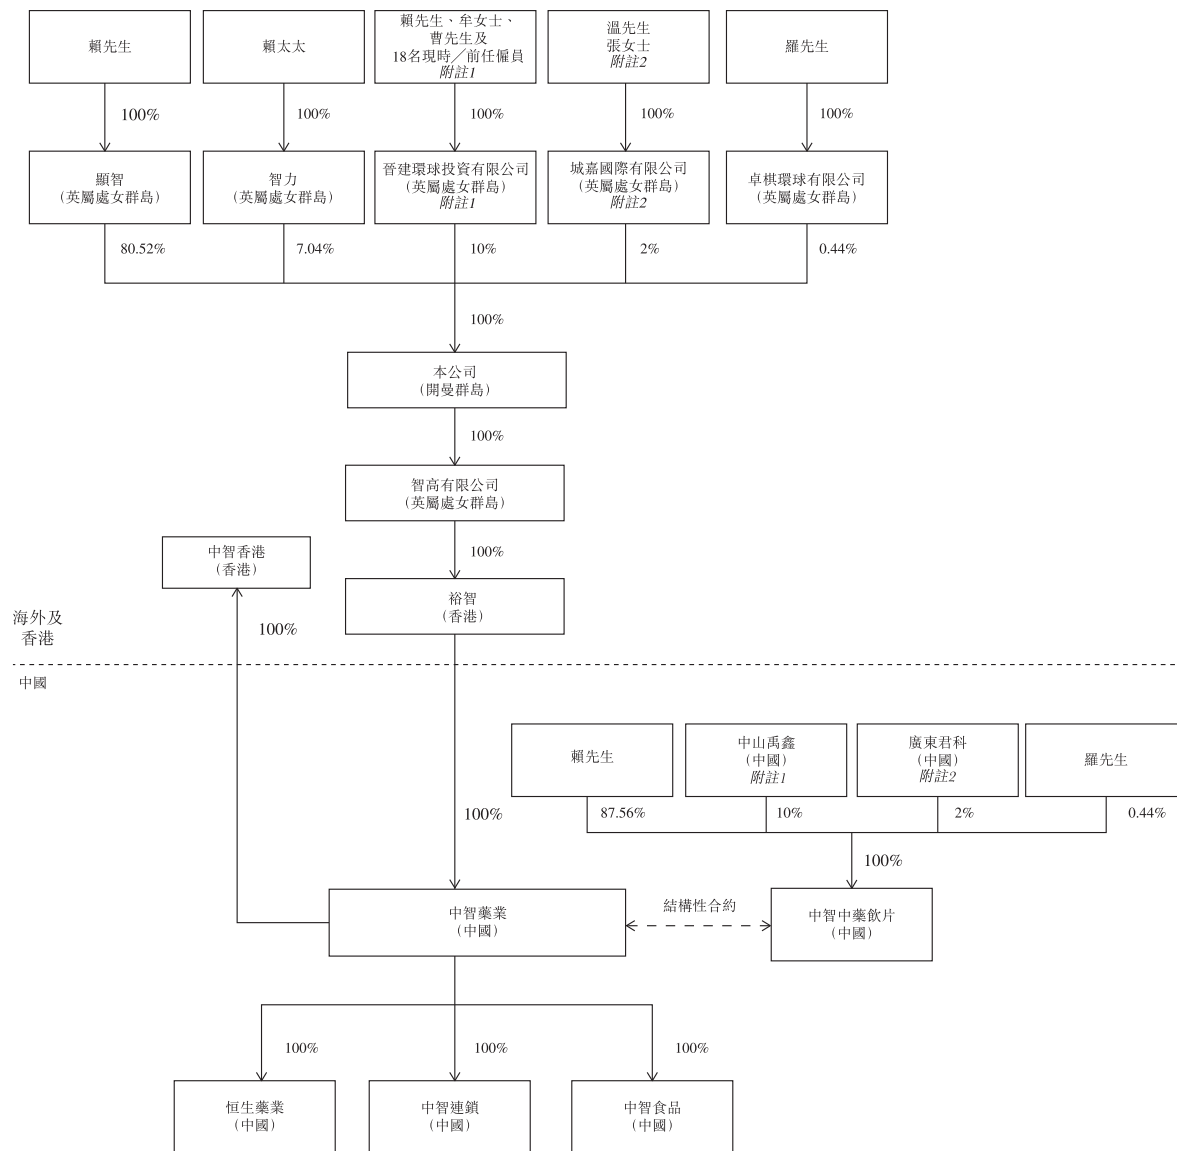 賴先生
賴太太
賴先生、牟女士、
曹先生及
18名現時／前任僱員
附註1
溫先生
張女士
附註2
羅先生
100%
100%
100%
100%
100%
顯智
(英屬處女群島)
智力
(英屬處女群島)
晉建環球投資有限公司
(英屬處女群島)
附註1
城嘉國際有限公司
(英屬處女群島)
附註2
卓棋環球有限公司
(英屬處女群島)
80.52%
7.04%
10%
2%
0.44%
100%
本公司
(開曼群島)
100%
智高有限公司
(英屬處女群島)
100%
中智香港
(香港)
裕智
(香港)
海外及
香港
100%
中國
賴先生
中山禹鑫
(中國)
附註1
廣東君科
(中國)
附註2
羅先生
100%
87.56%
10%
2%
0.44%
100%
中智藥業
(中國)
結構性合約
中智中藥飲片
(中國)
100%
100%
100%
恒生藥業
(中國)
中智連鎖
(中國)
中智食品
(中國)